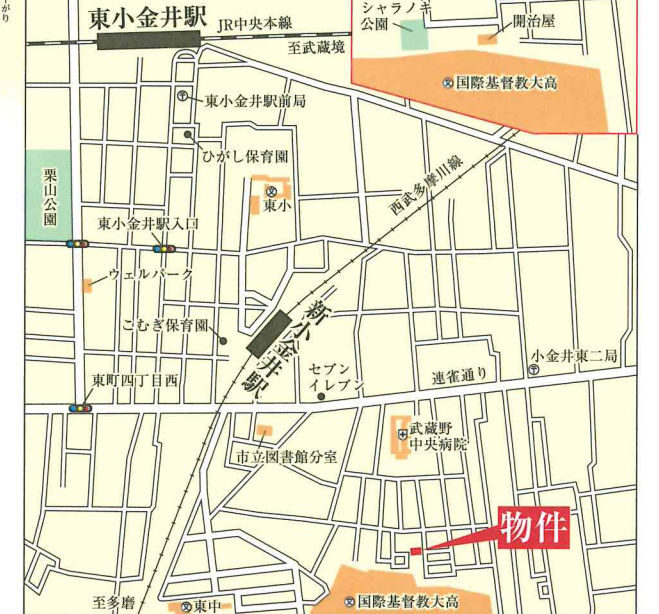 がり
東小金井駅
JR中央本線
至武蔵境
シャラノキ
公園
開治屋
国際基督教大高
東小金井駅前局
ひがし保育園
栗山公園
東小
西武多摩川線
東小金井駅入口
ウェルパーク
こむぎ保育園
新小金井駅
セブン
イレブン
小金井東二局
連雀通り
東町四丁目西
武蔵野
中央病院
市立図書館分室
物件
至多磨
東中
国際基督教大高